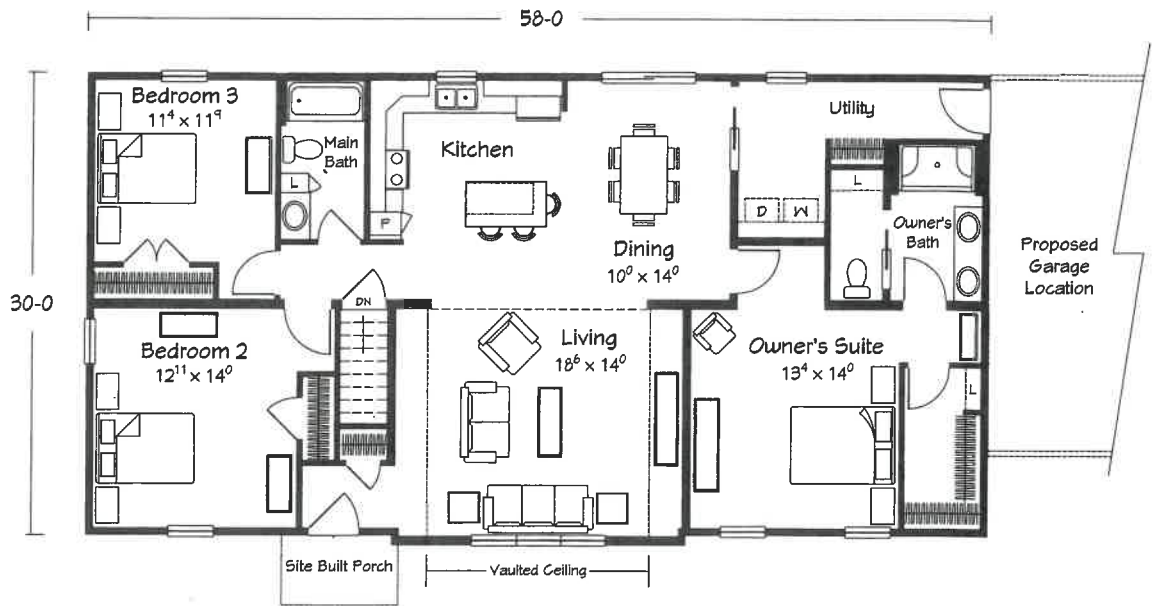 58-0
30-0
Bedroom 3
11⁴ x 11⁹
Main
Bath
L
Kitchen
P
Dining
10⁰ x 14⁰
Utility
D W
L
Owner's
Bath
Proposed
Garage
Location
DN
Bedroom 2
12¹¹ x 14⁰
Living
18⁶ x 14⁰
Owner's Suite
13⁴ x 14⁰
L
Site Built Porch
Vaulted Ceiling